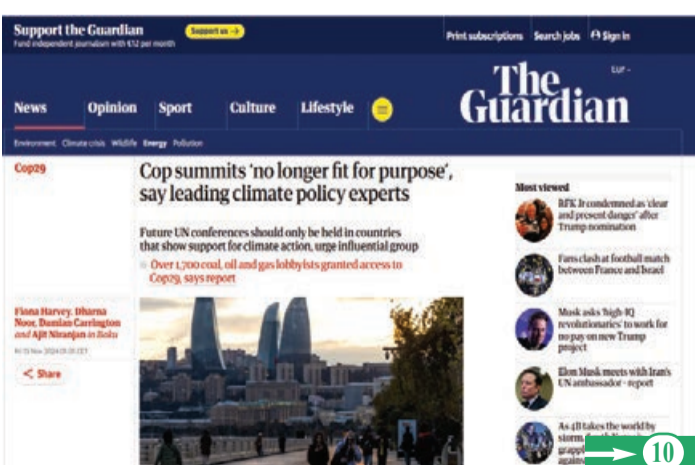 Support the Guardian
Fund independent journalism with €12 per month
Support us →
Print subscriptions
Search jobs
Sign in
EUR
The
Guardian
News
Opinion
Sport
Culture
Lifestyle
Environment Climate crisis Wildlife Energy Pollution
Cop29
Cop summits ‘no longer fit for purpose’,
say leading climate policy experts
Future UN conferences should only be held in countries
that show support for climate action, urge influential group
Over 1,700 coal, oil and gas lobbyists granted access to
Cop29, says report
Fiona Harvey, Dharna
Noor, Damian Carrington
and Ajit Niranjan in Baku
Fri 15 Nov 2024 CET
Share
Most viewed
RFK Jr condemned as ‘clear
and present danger’ after
Trump nomination
Fans clash at football match
between France and Israel
Musk asks ‘high-IQ
revolutionaries’ to work for
no pay on new Trump
project
Elon Musk meets with Iran’s
UN ambassador – report
As 4B takes the world by
storm,
10